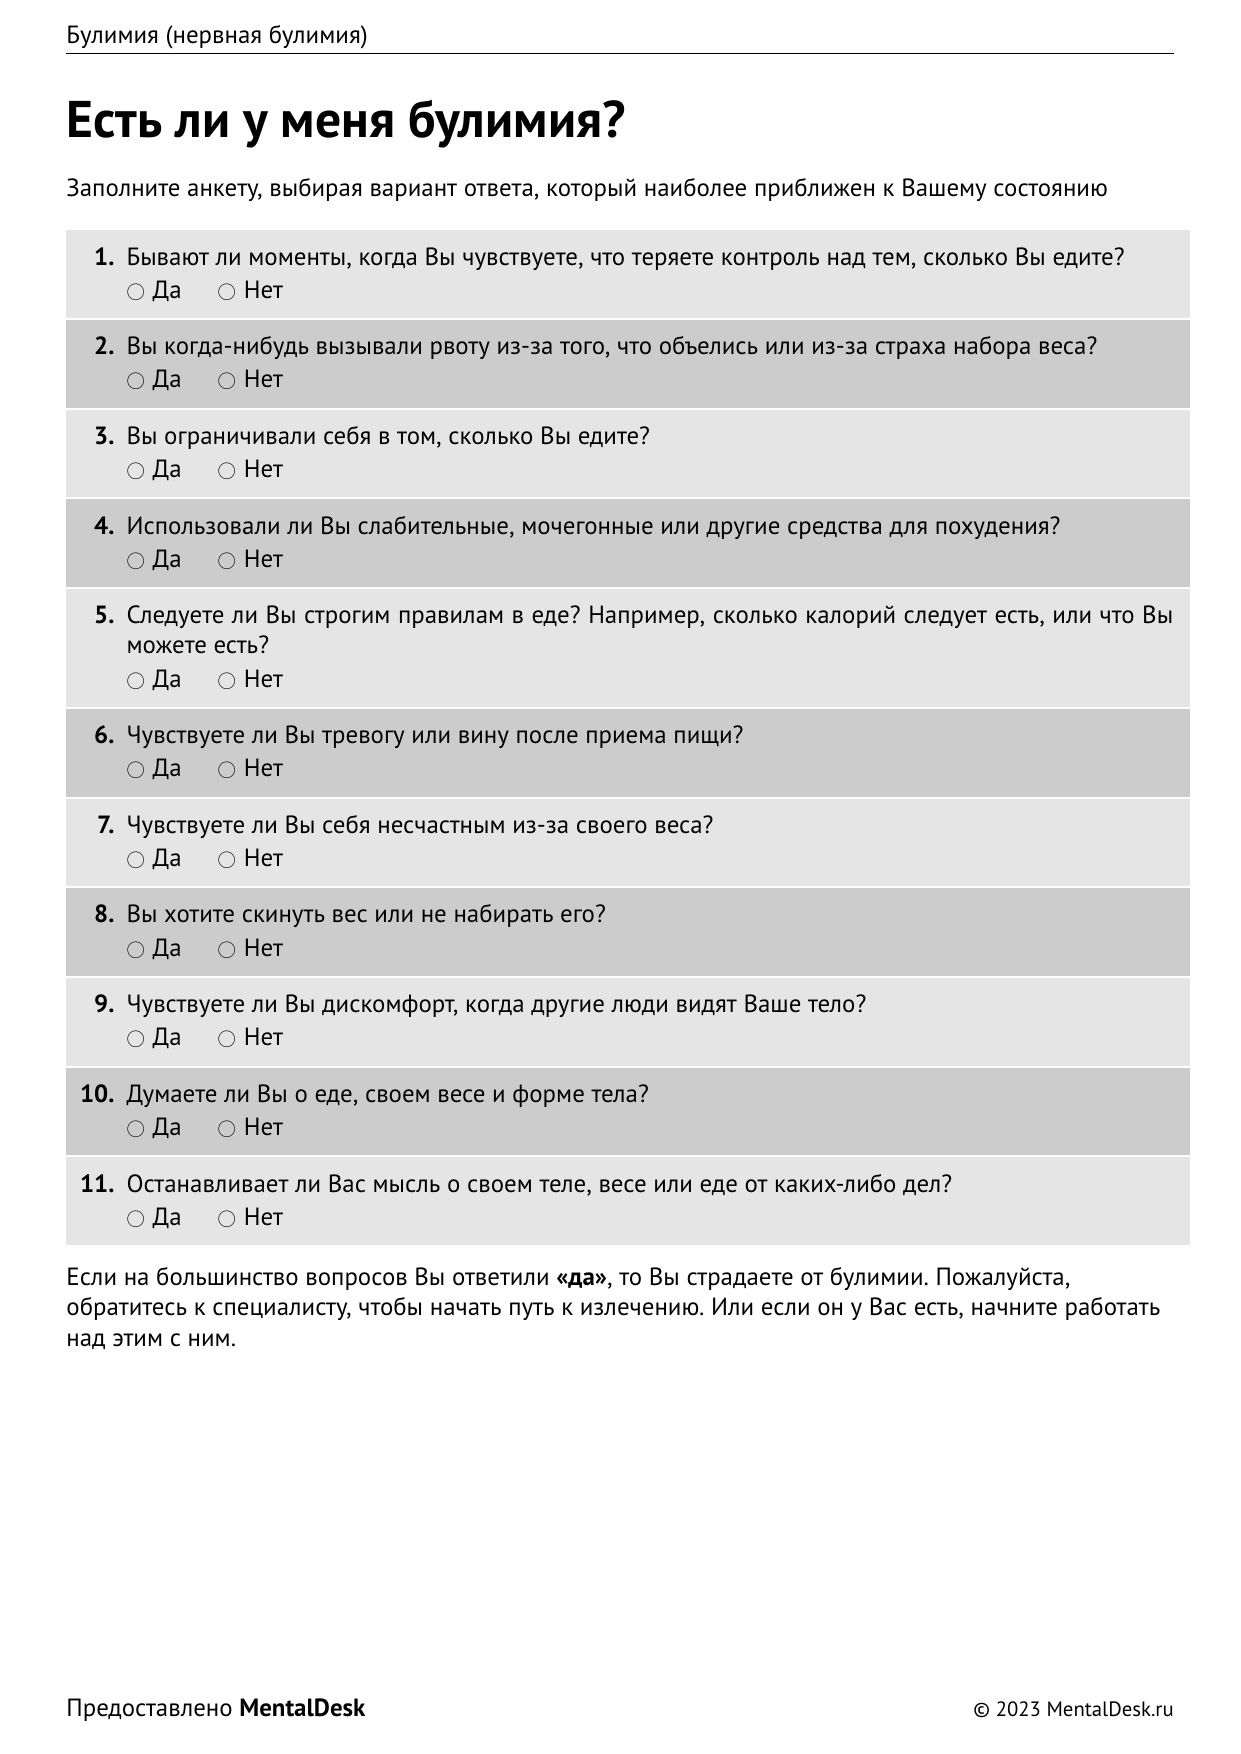 Булимия (нервная булимия)
Есть ли у меня булимия?
Заполните анкету, выбирая вариант ответа, который наиболее приближен к Вашему состоянию
1. Бывают ли моменты, когда Вы чувствуете, что теряете контроль над тем, сколько Вы едите?
○ Да ○ Нет
2. Вы когда-нибудь вызывали рвоту из-за того, что объелись или из-за страха набора веса?
○ Да ○ Нет
3. Вы ограничивали себя в том, сколько Вы едите?
○ Да ○ Нет
4. Использовали ли Вы слабительные, мочегонные или другие средства для похудения?
○ Да ○ Нет
5. Следуете ли Вы строгим правилам в еде? Например, сколько калорий следует есть, или что Вы
можете есть?
○ Да ○ Нет
6. Чувствуете ли Вы тревогу или вину после приема пищи?
○ Да ○ Нет
7. Чувствуете ли Вы себя несчастным из-за своего веса?
○ Да ○ Нет
8. Вы хотите скинуть вес или не набирать его?
○ Да ○ Нет
9. Чувствуете ли Вы дискомфорт, когда другие люди видят Ваше тело?
○ Да ○ Нет
10. Думаете ли Вы о еде, своем весе и форме тела?
○ Да ○ Нет
11. Останавливает ли Вас мысль о своем теле, весе или еде от каких-либо дел?
○ Да ○ Нет
Если на большинство вопросов Вы ответили «да», то Вы страдаете от булимии. Пожалуйста,
обратитесь к специалисту, чтобы начать путь к излечению. Или если он у Вас есть, начните работать
над этим с ним.
Предоставлено MentalDesk
© 2023 MentalDesk.ru